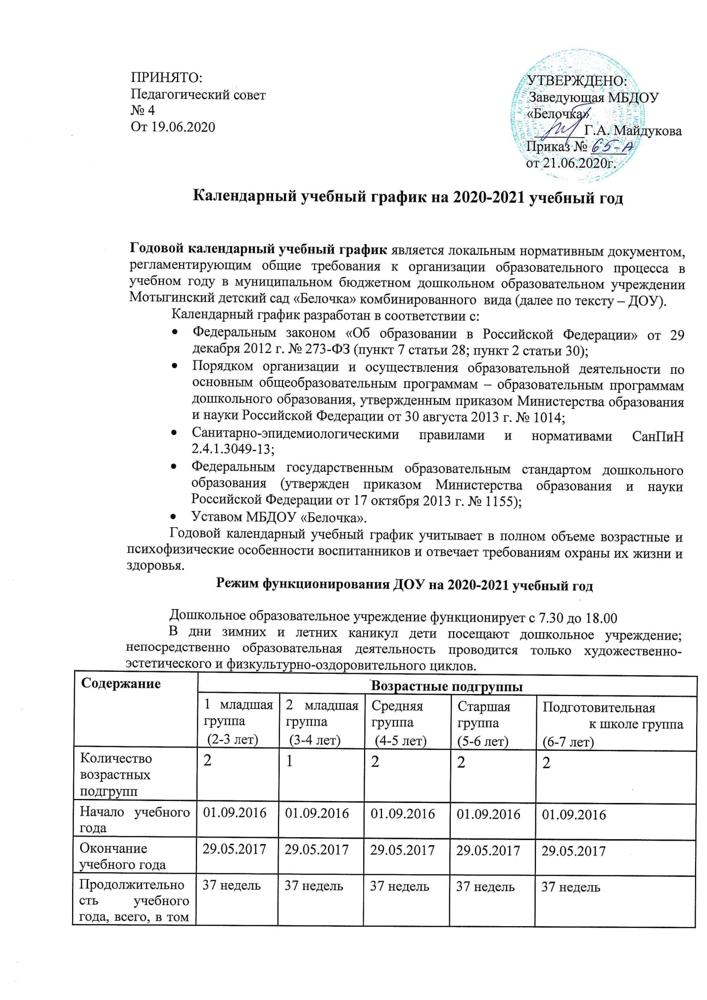 ПРИНЯТО:
Педагогический совет
№ 4
От 19.06.2020
УТВЕРЖДЕНО:
Заведующая МБДОУ
«Белочка»
Г.А. Майдукова
Приказ № 65-А
от 21.06.2020г.
Календарный учебный график на 2020-2021 учебный год
Годовой календарный учебный график является локальным нормативным документом,
регламентирующим общие требования к организации образовательного процесса в
учебном году в муниципальном бюджетном дошкольном образовательном учреждении
Мотыгинский детский сад «Белочка» комбинированного вида (далее по тексту – ДОУ).
Календарный график разработан в соответствии с:
• Федеральным законом «Об образовании в Российской Федерации» от 29
декабря 2012 г. № 273-ФЗ (пункт 7 статьи 28; пункт 2 статьи 30);
• Порядком организации и осуществления образовательной деятельности по
основным общеобразовательным программам – образовательным программам
дошкольного образования, утвержденным приказом Министерства образования
и науки Российской Федерации от 30 августа 2013 г. № 1014;
• Санитарно-эпидемиологическими правилами и нормативами СанПиН
2.4.1.3049-13;
• Федеральным государственным образовательным стандартом дошкольного
образования (утвержден приказом Министерства образования и науки
Российской Федерации от 17 октября 2013 г. № 1155);
• Уставом МБДОУ «Белочка».
Годовой календарный учебный график учитывает в полном объеме возрастные и
психофизические особенности воспитанников и отвечает требованиям охраны их жизни и
здоровья.
Режим функционирования ДОУ на 2020-2021 учебный год
Дошкольное образовательное учреждение функционирует с 7.30 до 18.00
В дни зимних и летних каникул дети посещают дошкольное учреждение;
непосредственно образовательная деятельность проводится только художественно-
эстетического и физкультурно-оздоровительного циклов.
Содержание
Возрастные подгруппы
1 младшая
группа
(2-3 лет)
2 младшая
группа
(3-4 лет)
Средняя
группа
(4-5 лет)
Старшая
группа
(5-6 лет)
Подготовительная
к школе группа
(6-7 лет)
Количество
возрастных
подгрупп
2
1
2
2
2
Начало учебного
года
01.09.2016
01.09.2016
01.09.2016
01.09.2016
01.09.2016
Окончание
учебного года
29.05.2017
29.05.2017
29.05.2017
29.05.2017
29.05.2017
Продолжительно
сть учебного
года, всего, в том
37 недель
37 недель
37 недель
37 недель
37 недель